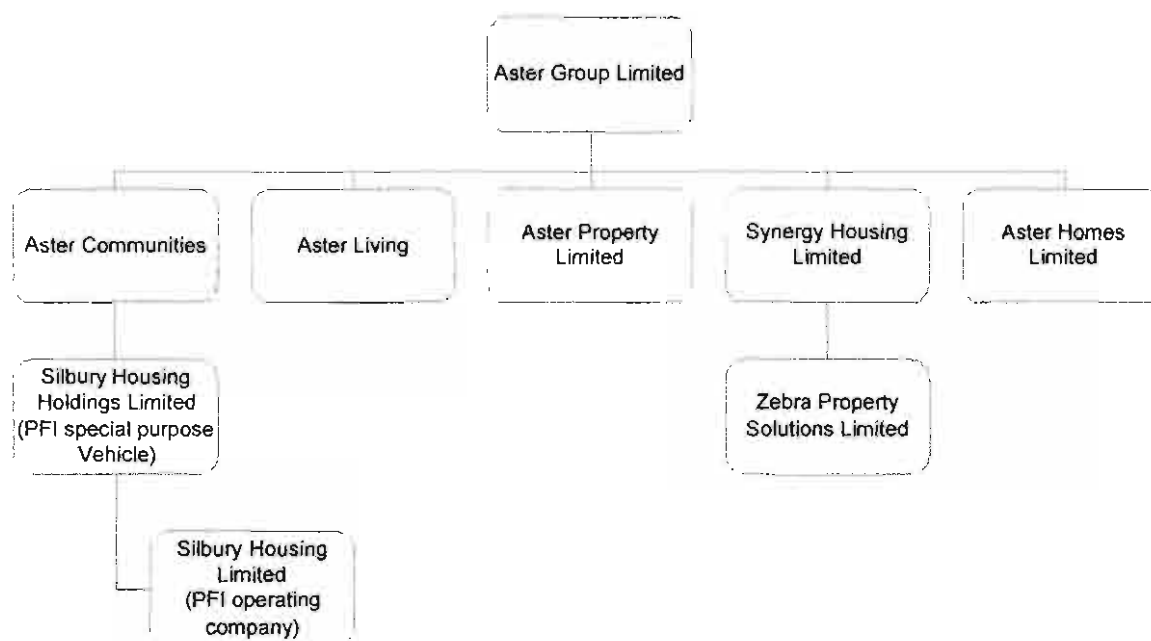 Aster Group Limited
Aster Communities
Aster Living
Aster Property
Limited
Synergy Housing
Limited
Aster Homes
Limited
Silbury Housing
Holdings Limited
(PFI special purpose
Vehicle)
Zebra Property
Solutions Limited
Silbury Housing
Limited
(PFI operating
company)